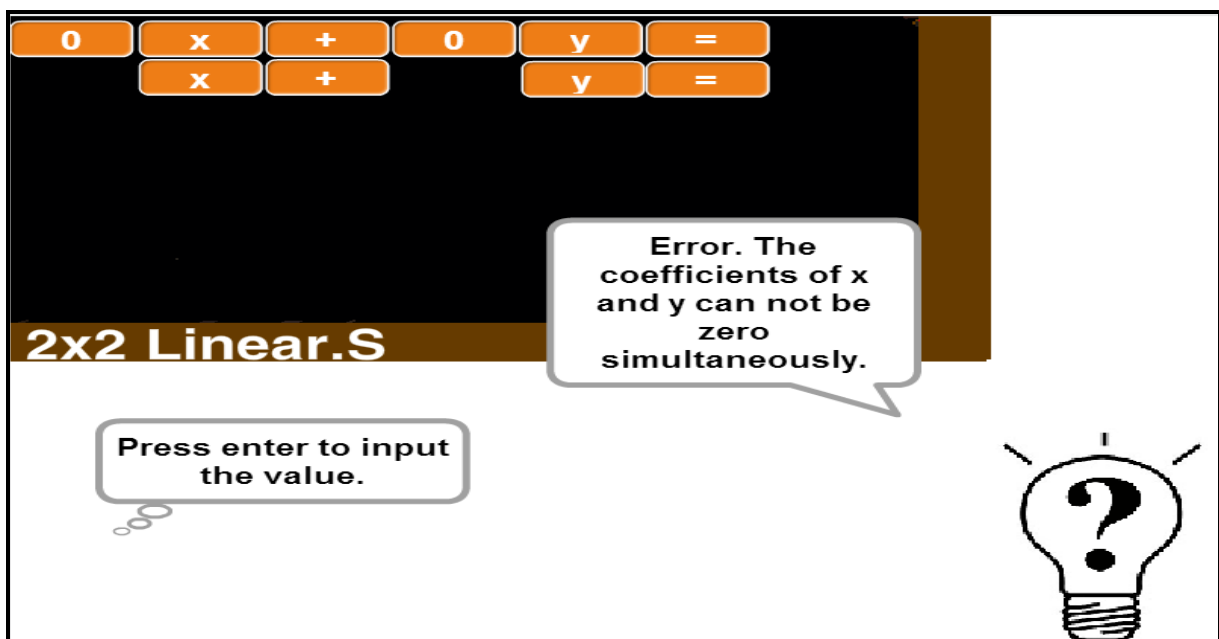 0 x + 0 y =
x + y =
Error. The
coefficients of x
and y can not be
zero
simultaneously.
2x2 Linear.S
Press enter to input
the value.
?